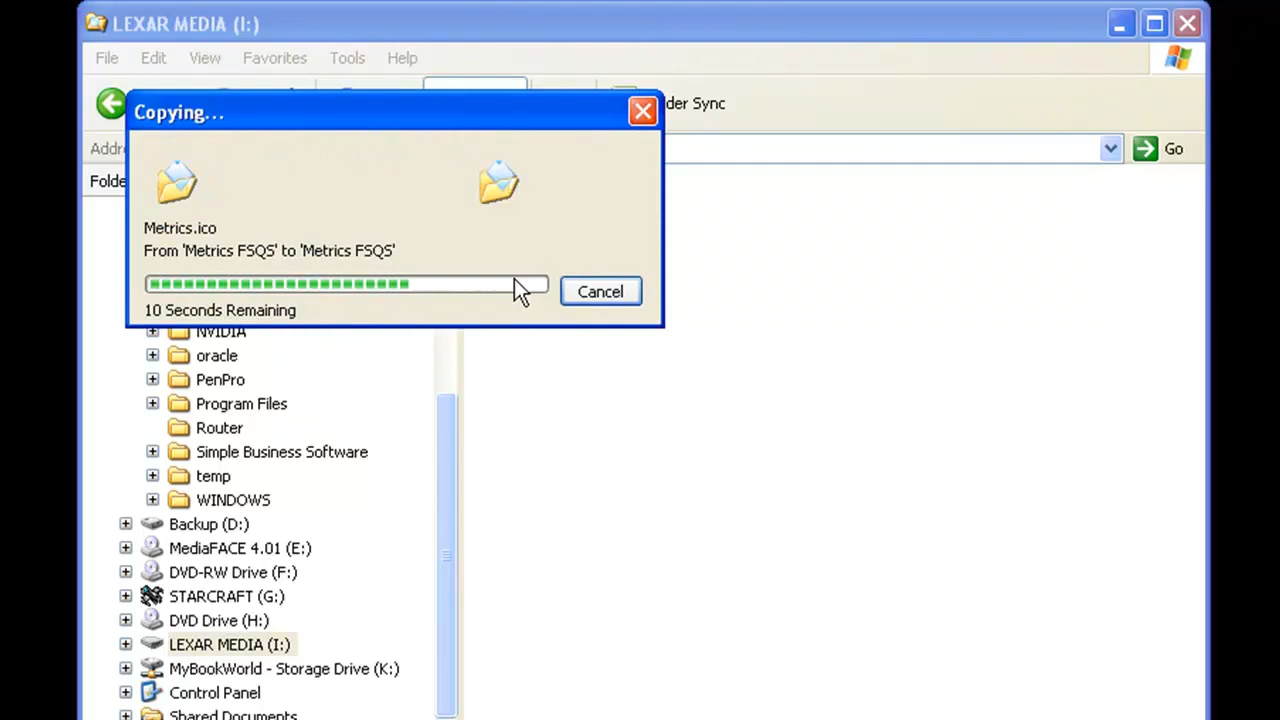 LEXAR MEDIA (I:)
File Edit View Favorites Tools Help
der Sync
Copying...
Addr
Go
Folde
Metrics.ico
From 'Metrics FSQS' to 'Metrics FSQS'
Cancel
10 Seconds Remaining
NVIDIA
oracle
PenPro
Program Files
Router
Simple Business Software
temp
WINDOWS
Backup (D:)
MediaFACE 4.01 (E:)
DVD-RW Drive (F:)
STARCRAFT (G:)
DVD Drive (H:)
LEXAR MEDIA (I:)
MyBookWorld - Storage Drive (K:)
Control Panel
Shared Documents